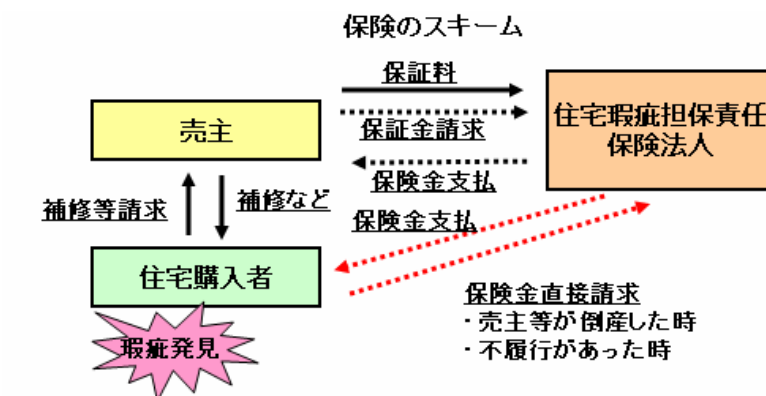 保険のスキーム
保証料
売主
保証金請求
住宅瑕疵担保責任
保険法人
保険金支払
補修等請求
補修など
保険金支払
住宅購入者
保険金直接請求
・売主等が倒産した時
・不履行があった時
瑕疵発見